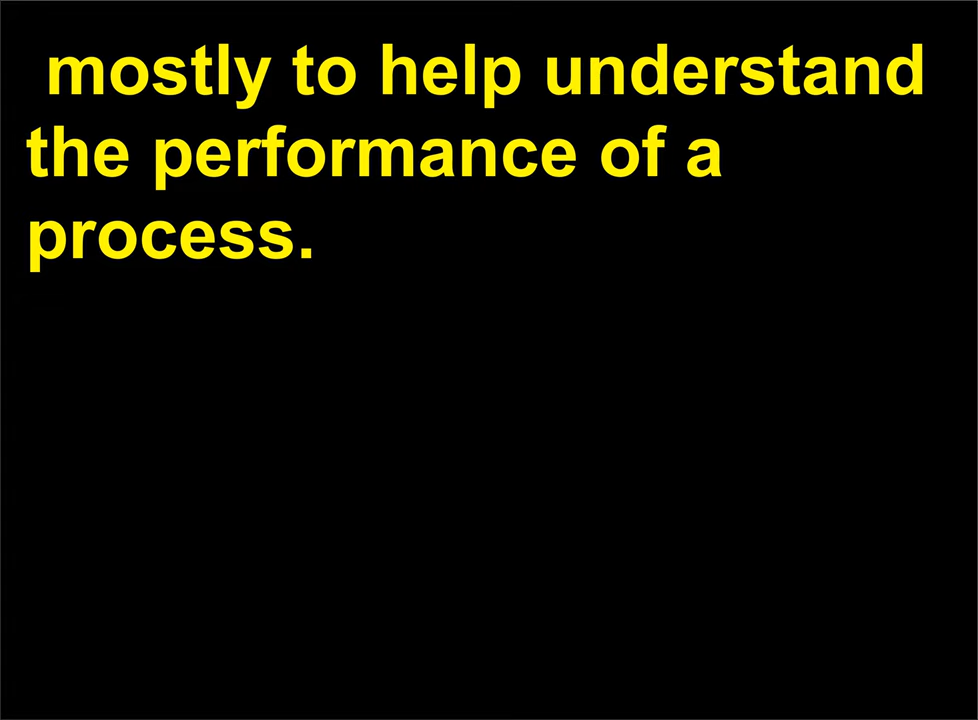 mostly to help understand
the performance of a
process.